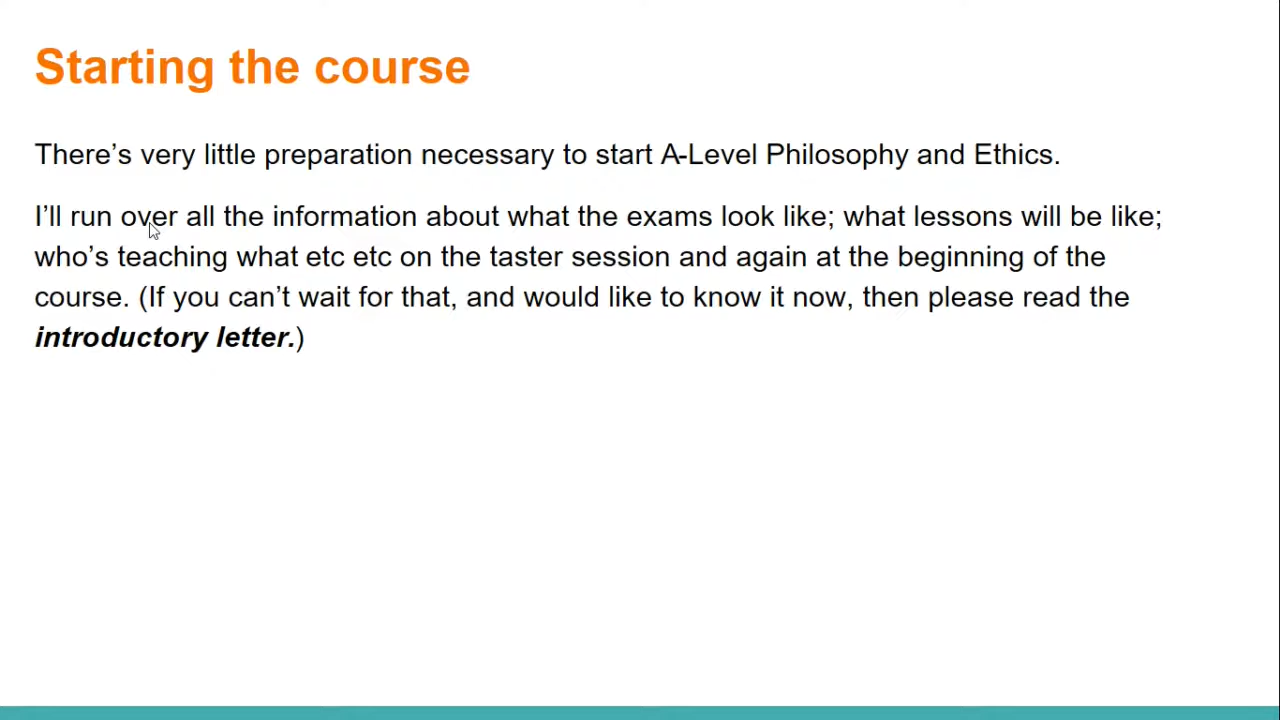 Starting the course
There’s very little preparation necessary to start A-Level Philosophy and Ethics.
I’ll run over all the information about what the exams look like; what lessons will be like;
who’s teaching what etc etc on the taster session and again at the beginning of the
course. (If you can’t wait for that, and would like to know it now, then please read the
introductory letter.)